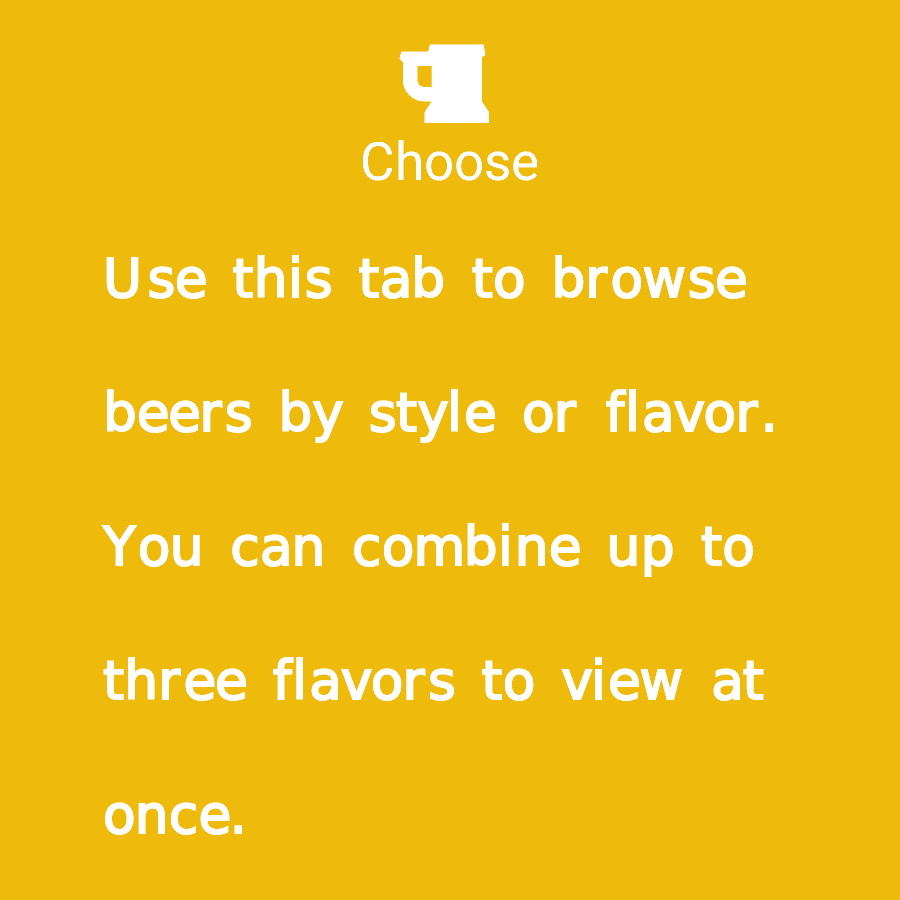 Choose
Use this tab to browse
beers by style or flavor.
You can combine up to
three flavors to view at
once.